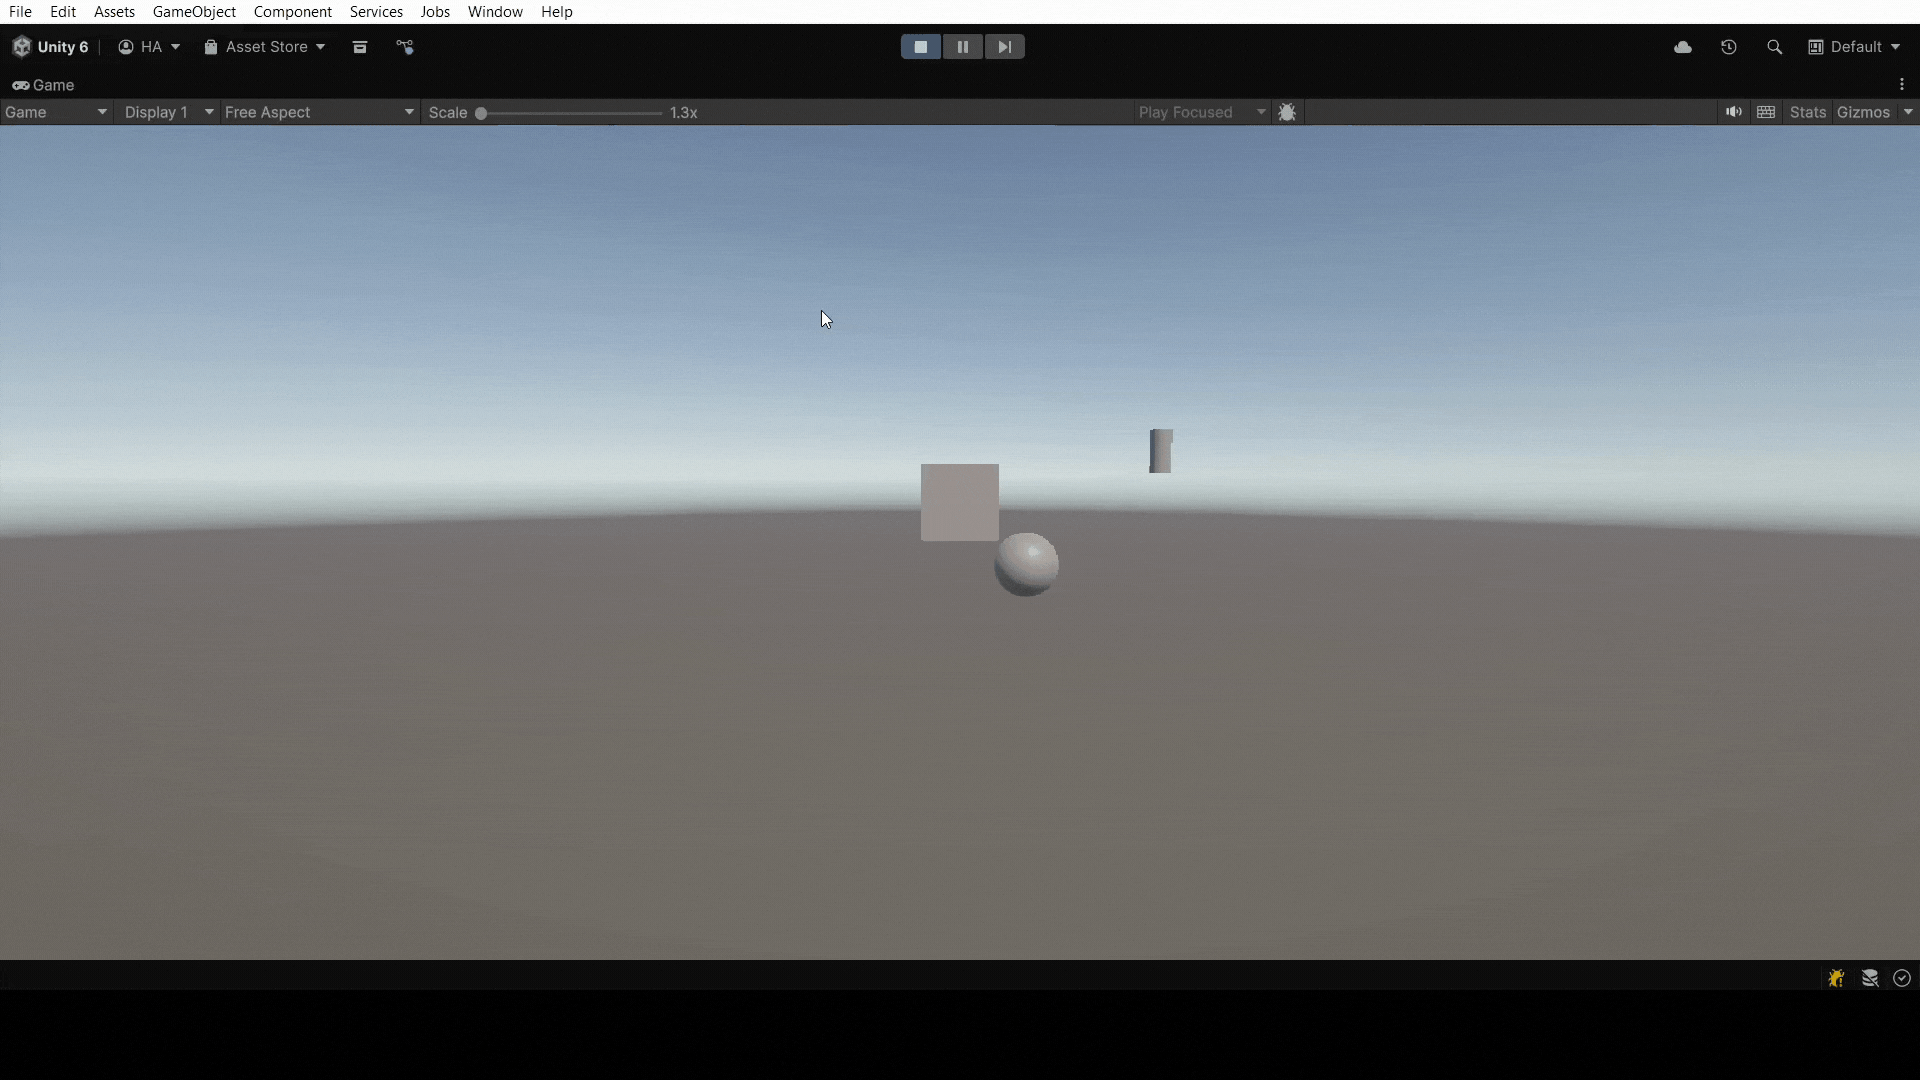 File Edit Assets GameObject Component Services Jobs Window Help
Unity 6 HA Asset Store Default
Game
Game Display 1 Free Aspect Scale 1.3x Play Focused Stats Gizmos